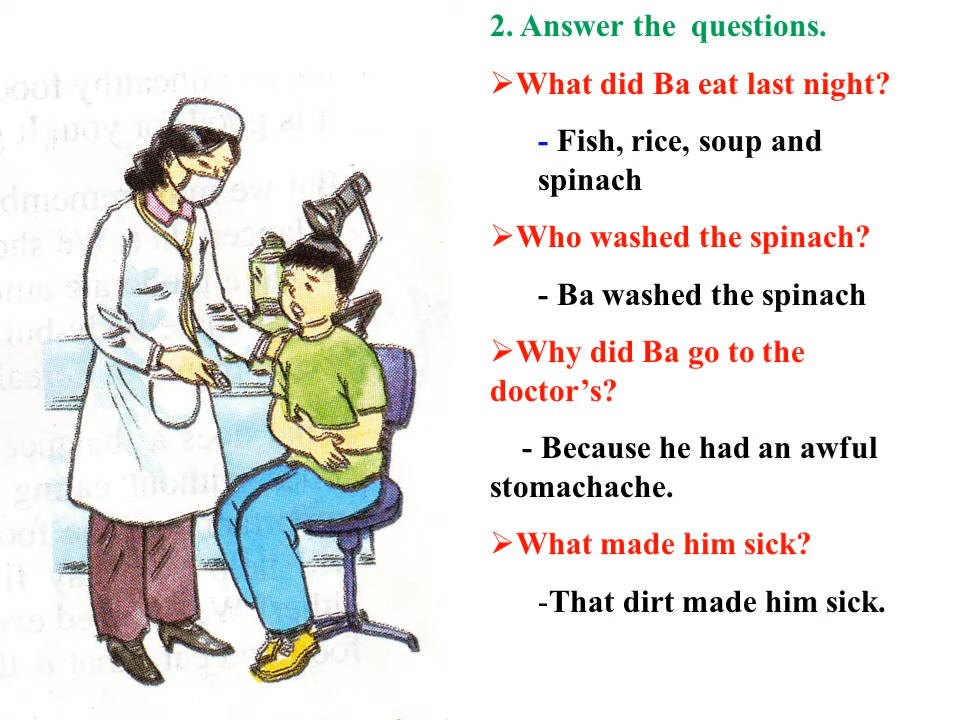 2. Answer the questions.
➢What did Ba eat last night?
- Fish, rice, soup and
spinach
➢Who washed the spinach?
- Ba washed the spinach
➢Why did Ba go to the
doctor’s?
- Because he had an awful
stomachache.
➢What made him sick?
-That dirt made him sick.